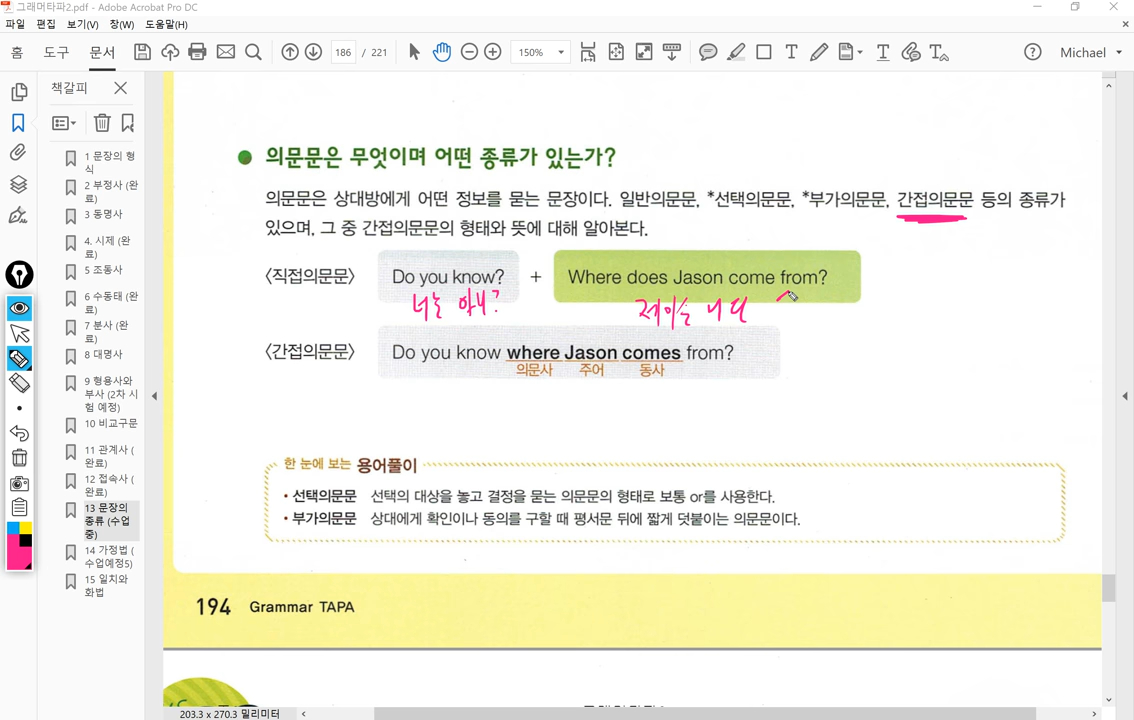 그래머타파2.pdf - Adobe Acrobat Pro DC
파일 편집 보기(V) 창(W) 도움말(H)
홈 도구 문서 186 / 221 150% Michael
책갈피
1 문장의 형식
2 부정사 (완료)
3 동명사
4. 시제 (완료)
5 조동사
6 수동태 (완료)
7 분사 (완료)
8 대명사
9 형용사와 부사 (2차 시험 예정)
10 비교구문
11 관계사 (완료)
12 접속사 (완료)
13 문장의 종류 (수업중)
14 가정법 (수업예정5)
15 일치와 화법
의문문은 무엇이며 어떤 종류가 있는가?
의문문은 상대방에게 어떤 정보를 묻는 문장이다. 일반의문문, *선택의문문, *부가의문문, 간접의문문 등의 종류가
있으며, 그 중 간접의문문의 형태와 뜻에 대해 알아본다.
〈직접의문문〉 Do you know? + Where does Jason come from?
너는 아니?
〈간접의문문〉 Do you know where Jason comes from?
의문사 주어 동사
한 눈에 보는 용어풀이
• 선택의문문 선택의 대상을 놓고 결정을 묻는 의문문의 형태로 보통 or를 사용한다.
• 부가의문문 상대에게 확인이나 동의를 구할 때 평서문 뒤에 짧게 덧붙이는 의문문이다.
194 Grammar TAPA
203.3 x 270.3 밀리미터